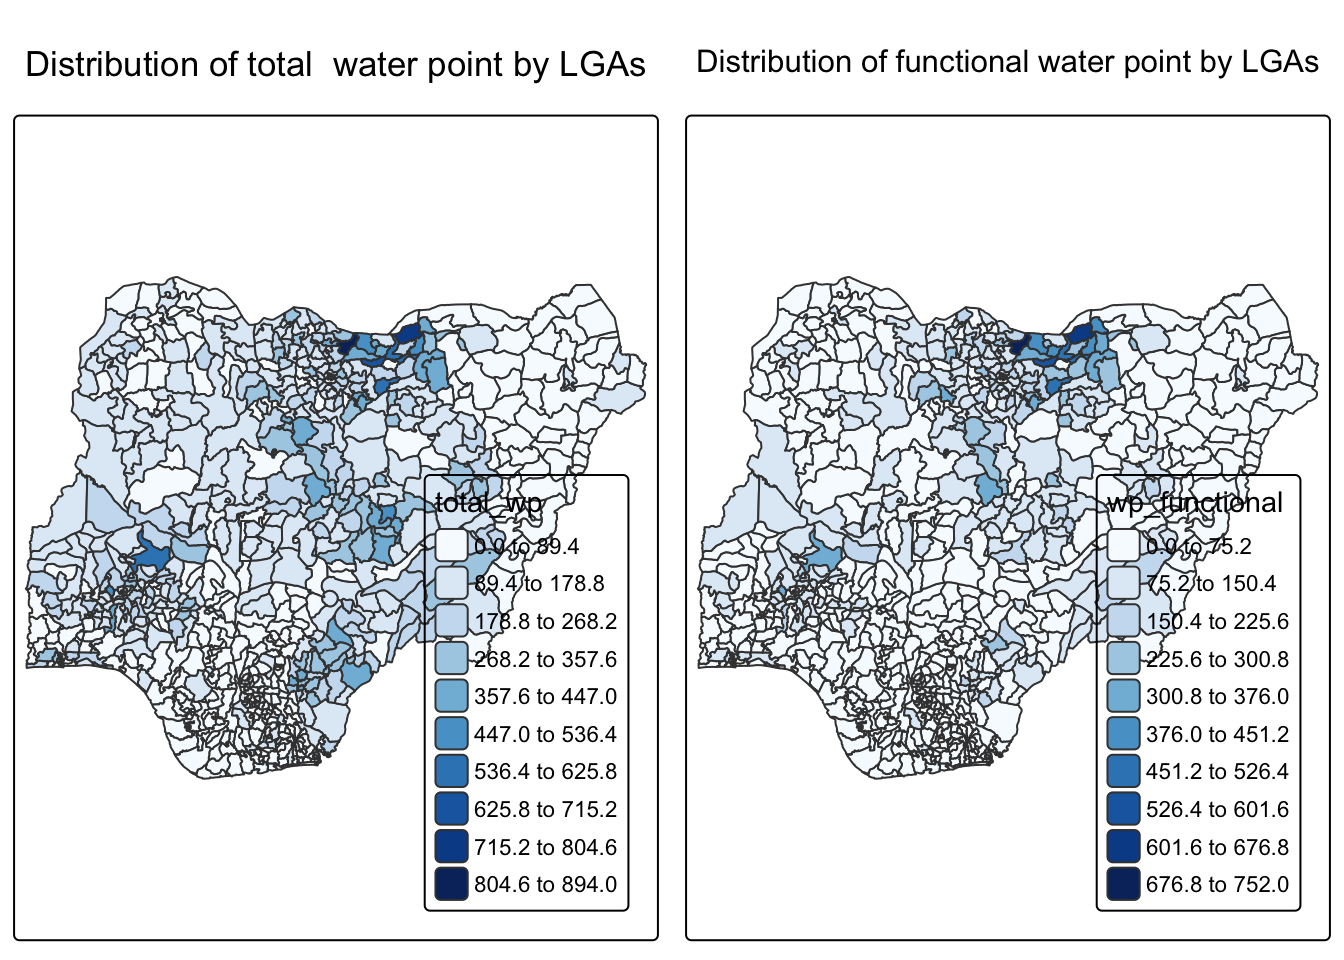 Distribution of total  water point by LGAs
total_wp
0.0 to 89.4
89.4 to 178.8
178.8 to 268.2
268.2 to 357.6
357.6 to 447.0
447.0 to 536.4
536.4 to 625.8
625.8 to 715.2
715.2 to 804.6
804.6 to 894.0
Distribution of functional water point by LGAs
wp_functional
0.0 to 75.2
75.2 to 150.4
150.4 to 225.6
225.6 to 300.8
300.8 to 376.0
376.0 to 451.2
451.2 to 526.4
526.4 to 601.6
601.6 to 676.8
676.8 to 752.0